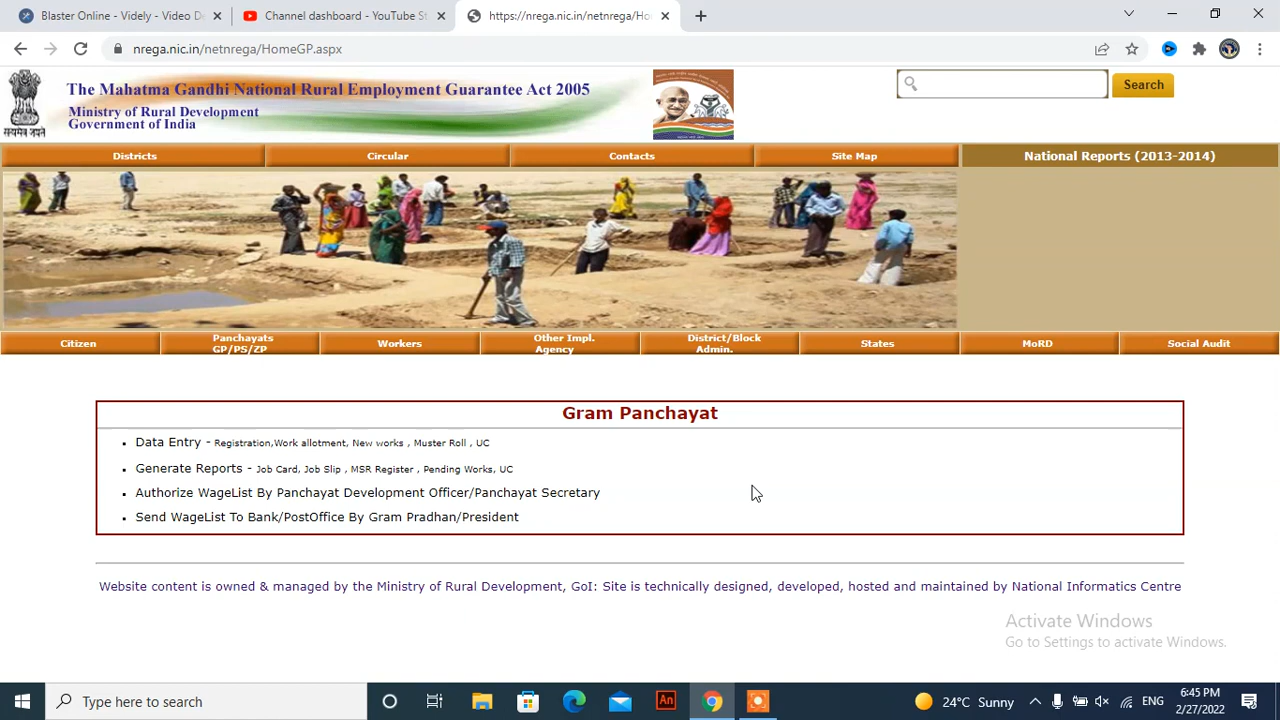 Blaster Online - Videly - Video De
Channel dashboard - YouTube St
https://nrega.nic.in/netnrega/Ho
nrega.nic.in/netnrega/HomeGP.aspx
The Mahatma Gandhi National Rural Employment Guarantee Act 2005
Ministry of Rural Development
Government of India
सत्यमेव जयते
Search
Districts
Circular
Contacts
Site Map
National Reports (2013-2014)
Citizen
Panchayats
GP/PS/ZP
Workers
Other Impl.
Agency
District/Block
Admin.
States
MoRD
Social Audit
Gram Panchayat
Data Entry - Registration,Work allotment, New works , Muster Roll , UC
Generate Reports - Job Card, Job Slip , MSR Register , Pending Works, UC
Authorize WageList By Panchayat Development Officer/Panchayat Secretary
Send WageList To Bank/PostOffice By Gram Pradhan/President
Website content is owned & managed by the Ministry of Rural Development, GoI: Site is technically designed, developed, hosted and maintained by National Informatics Centre
Activate Windows
Go to Settings to activate Windows.
Type here to search
An
24°C Sunny
ENG
6:45 PM
2/27/2022